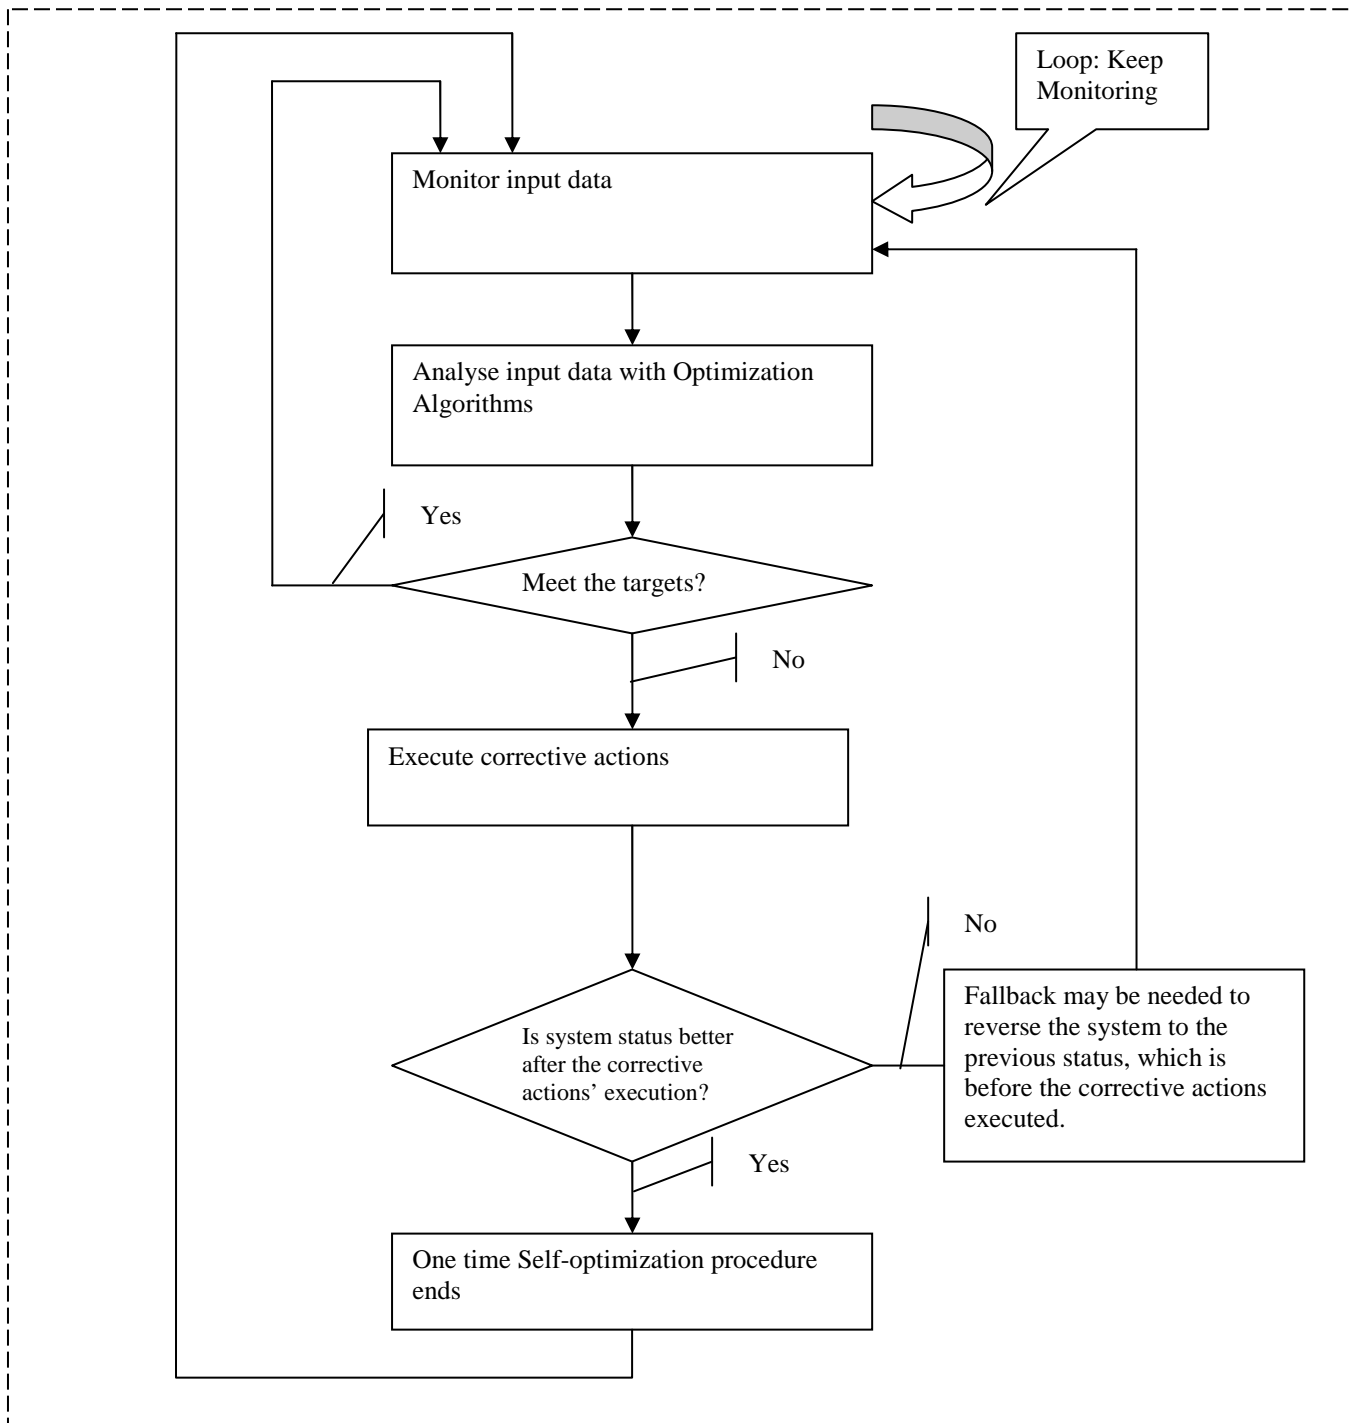 Loop: Keep
Monitoring
Monitor input data
Analyse input data with Optimization
Algorithms
Yes
Meet the targets?
No
Execute corrective actions
No
Fallback may be needed to
reverse the system to the
previous status, which is
before the corrective actions
executed.
Is system status better
after the corrective
actions’ execution?
Yes
One time Self-optimization procedure
ends